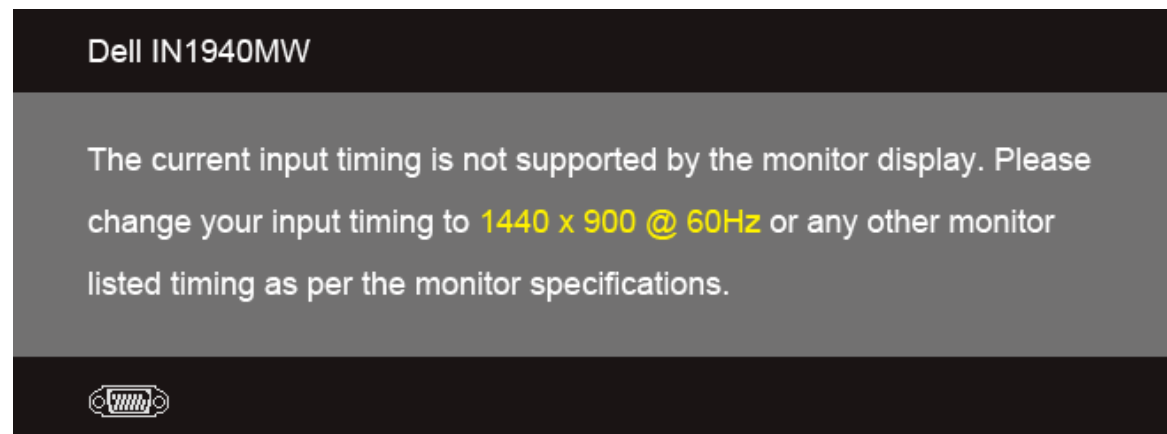 Dell IN1940MW
The current input timing is not supported by the monitor display. Please
change your input timing to 1440 x 900 @ 60Hz or any other monitor
listed timing as per the monitor specifications.